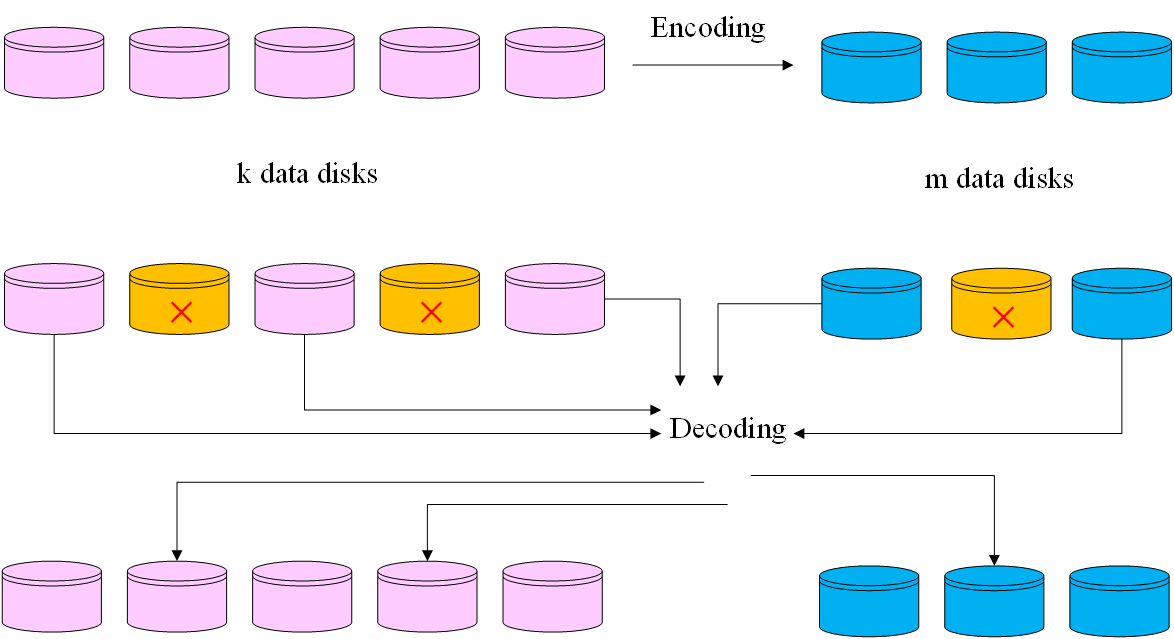 Encoding
k data disks
m data disks
Decoding